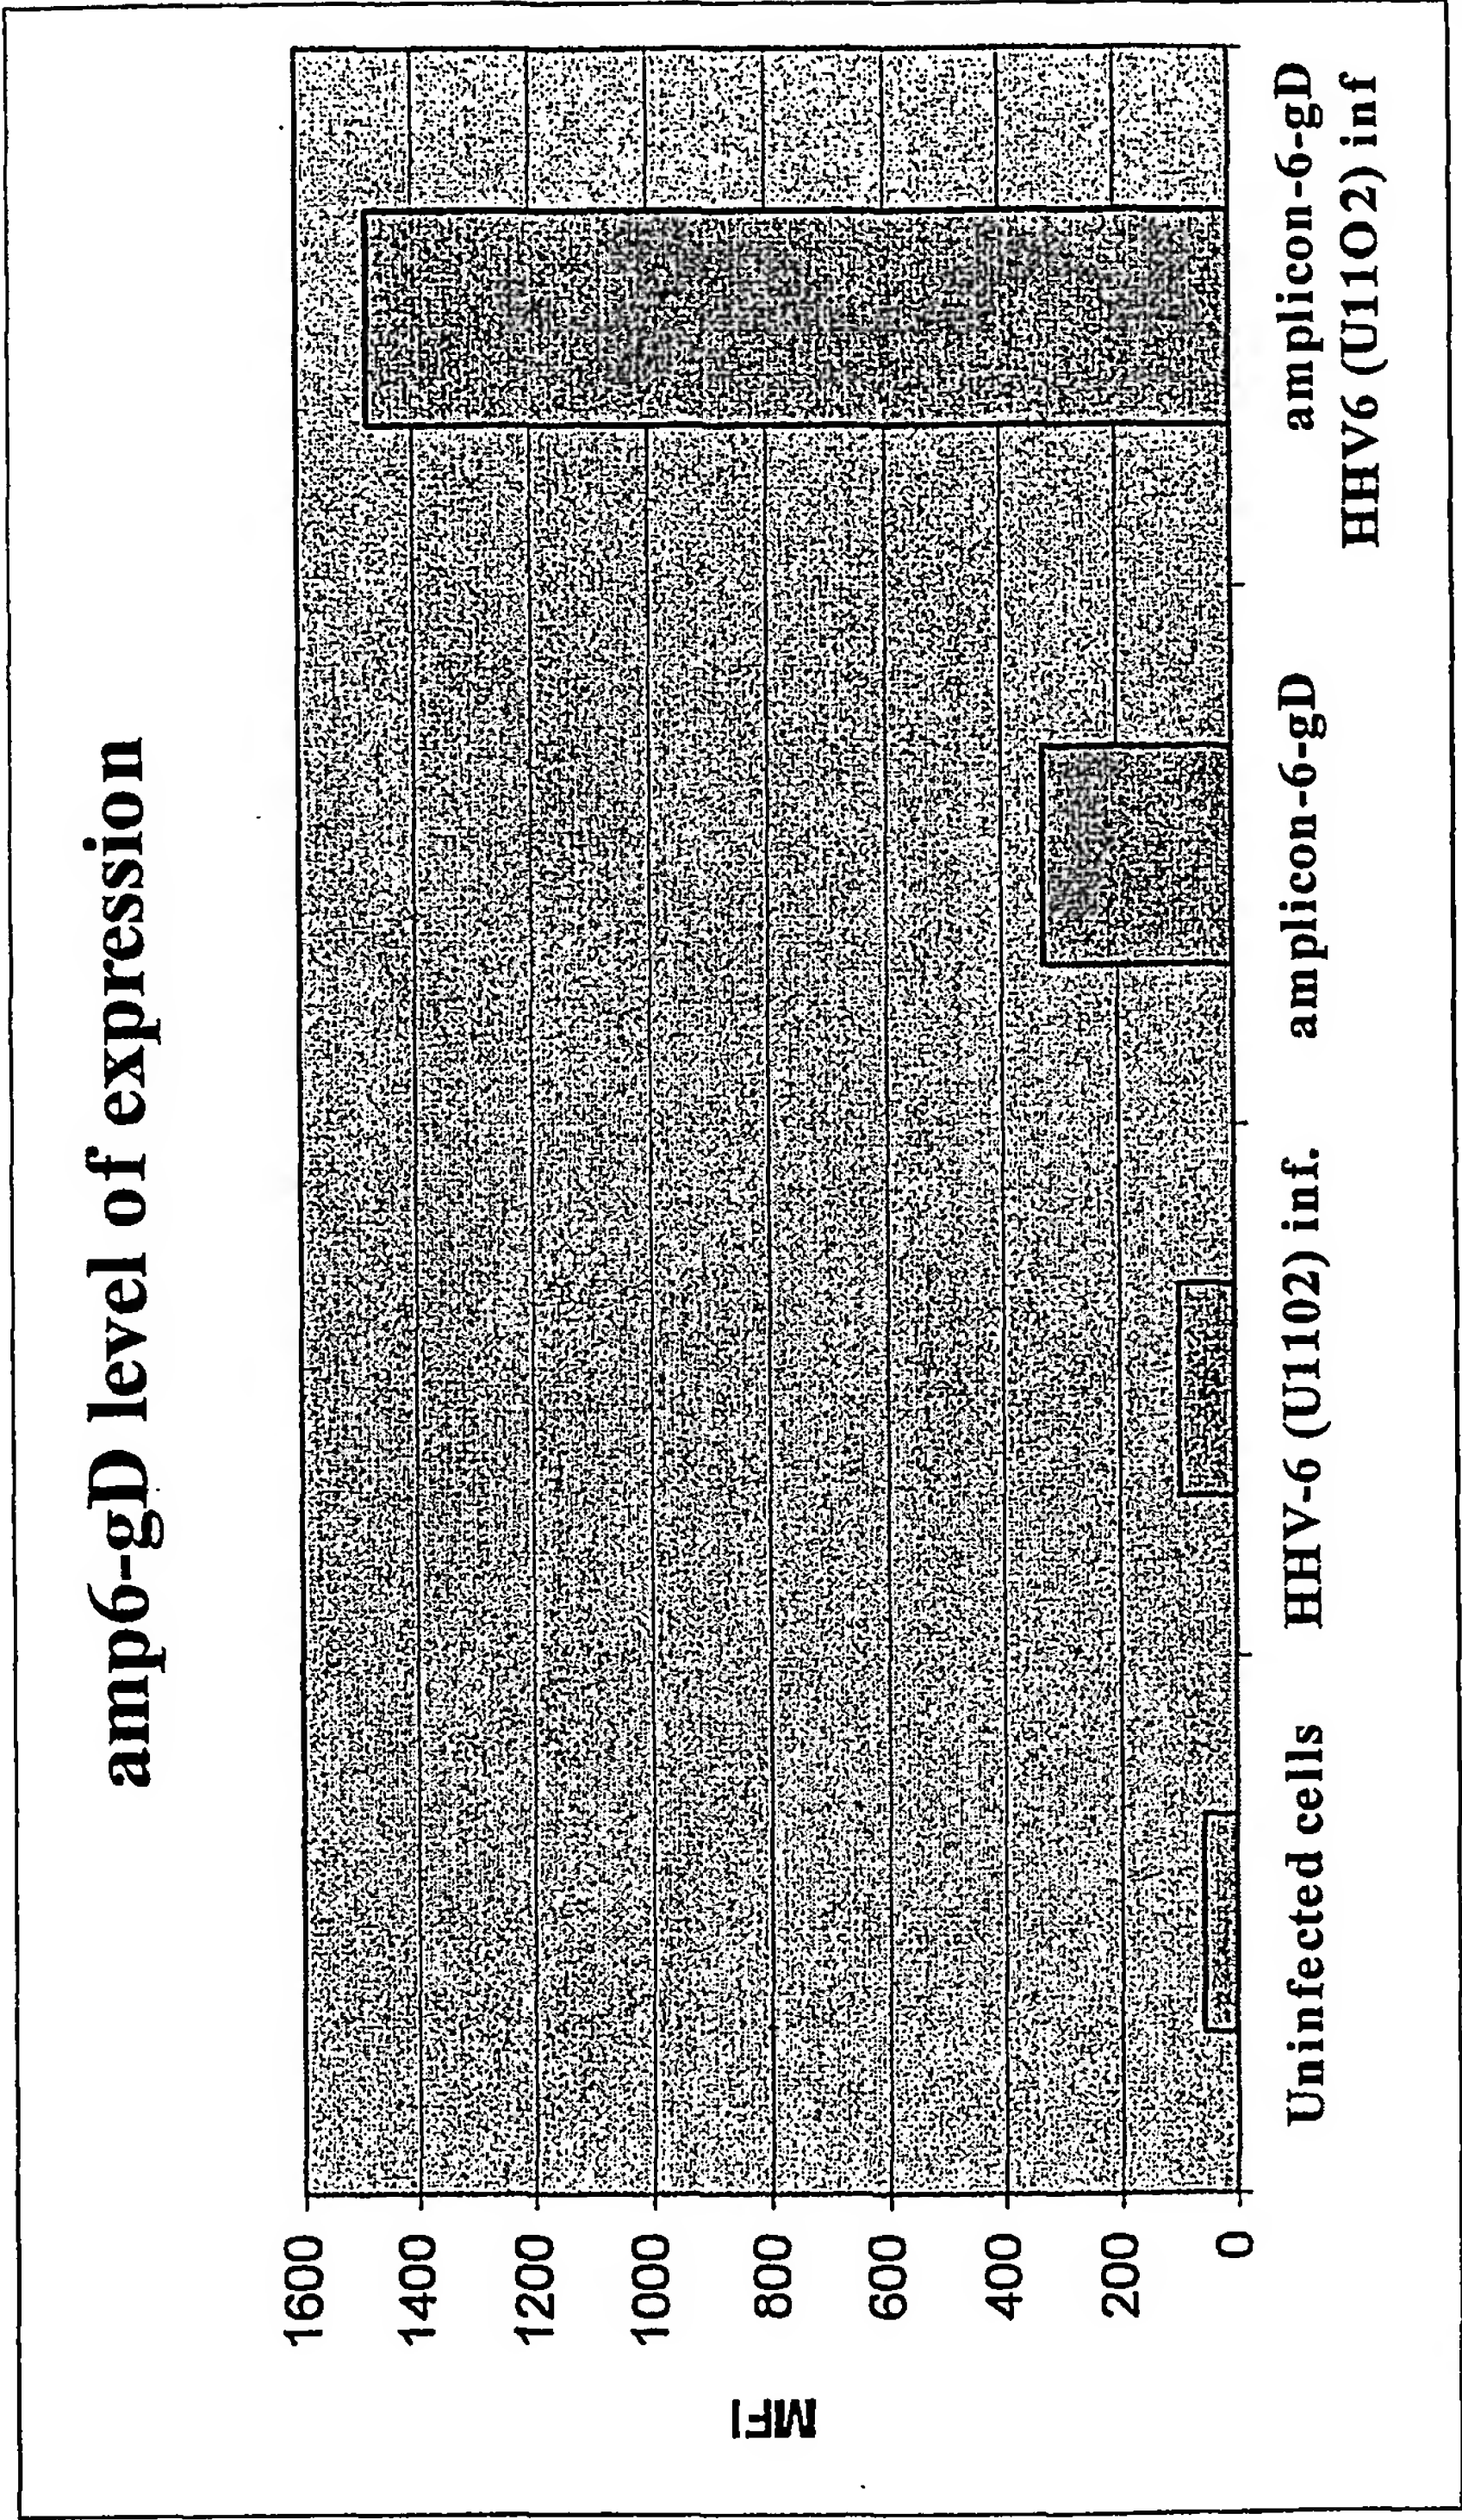 amp6-gD level of expression
MFI
1600
1400
1200
1000
800
600
400
200
0
Uninfected cells
HHV-6 (U1102) inf.
amplicon-6-gD
amplicon-6-gD
HHV6 (U11O2) inf